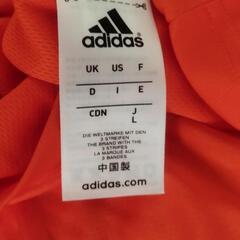 adidas
UK US F
D I E
CDN J
L
DIE WELTMARKE MIT DEN
3 STREIFEN
THE BRAND WITH THE
3 STRIPES
LA MARQUE AUX
3 BANDES
中国製
adidas.com